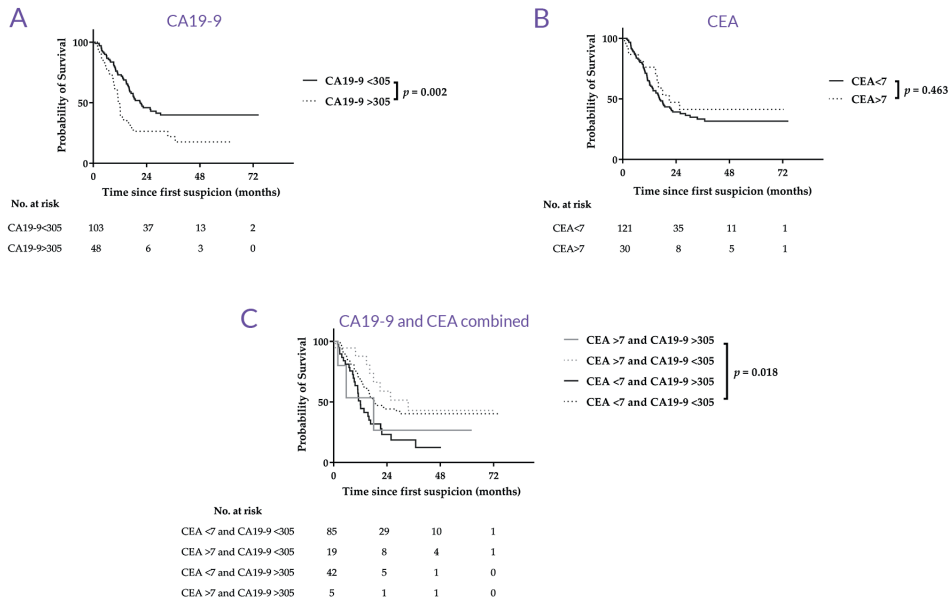 A
CA19-9
Probability of Survival
100
50
0
0 24 48 72
Time since first suspicion (months)
CA19-9 <305
CA19-9 >305
p = 0.002
No. at risk
CA19-9<305 103 37 13 2
CA19-9>305 48 6 3 0
B
CEA
Probability of Survival
100
50
0
0 24 48 72
Time since first suspicion (months)
CEA<7
CEA>7
p = 0.463
No. at risk
CEA<7 121 35 11 1
CEA>7 30 8 5 1
C
CA19-9 and CEA combined
Probability of Survival
100
50
0
0 24 48 72
Time since first suspicion (months)
CEA >7 and CA19-9 >305
CEA >7 and CA19-9 <305
CEA <7 and CA19-9 >305
CEA <7 and CA19-9 <305
p = 0.018
No. at risk
CEA <7 and CA19-9 <305 85 29 10 1
CEA >7 and CA19-9 <305 19 8 4 1
CEA <7 and CA19-9 >305 42 5 1 0
CEA >7 and CA19-9 >305 5 1 1 0